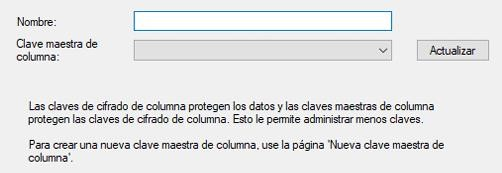 Nombre:
Clave maestra de
columna:
Actualizar
Las claves de cifrado de columna protegen los datos y las claves maestras de columna
protegen las claves de cifrado de columna. Esto le permite administrar menos claves.
Para crear una nueva clave maestra de columna, use la página 'Nueva clave maestra de
columna'.